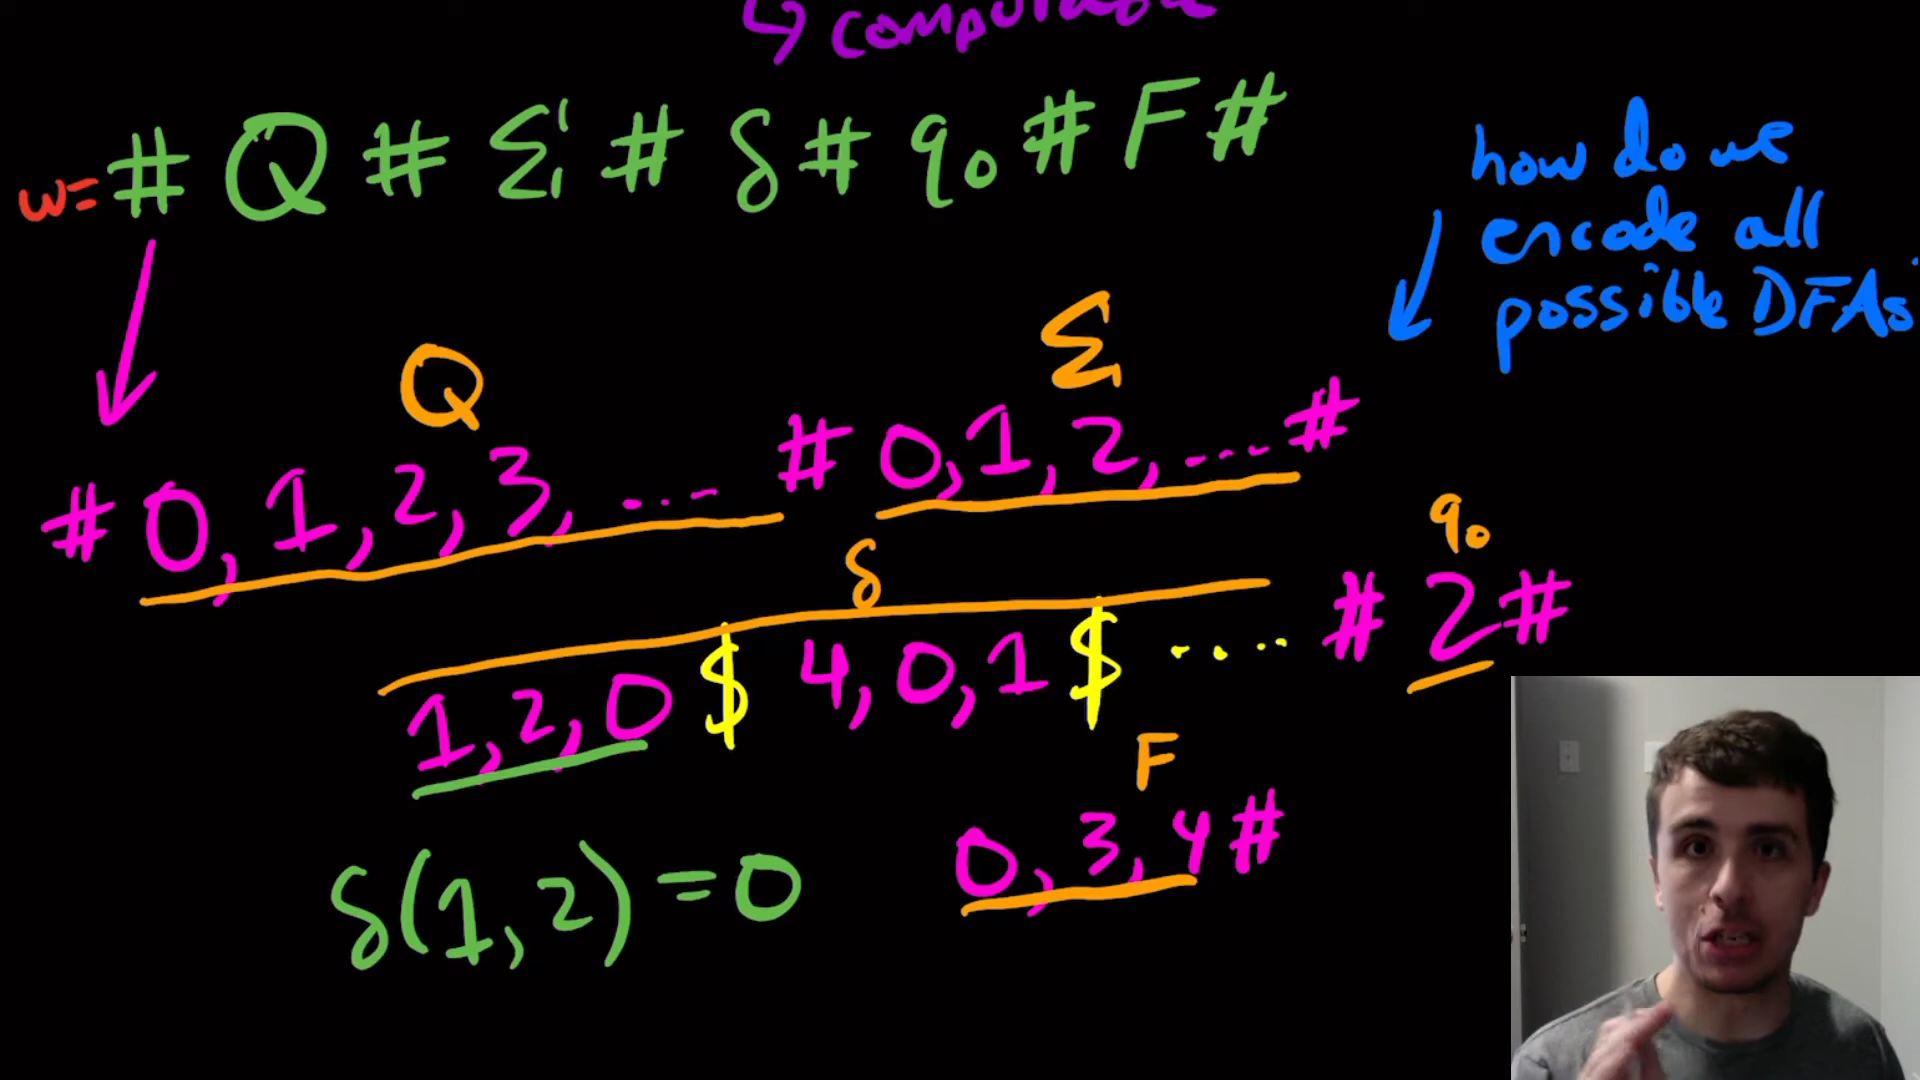 ↳ computable
w= # Q # Σ # δ # q₀ # F #
how do we
encode all
possible DFAs
Q
Σ
# 0, 1, 2, 3, ... # 0, 1, 2, ... #
δ
q₀
1, 2, 0 $ 4, 0, 1 $ .... # 2 #
F
0, 3, 4 #
δ(1, 2) = 0